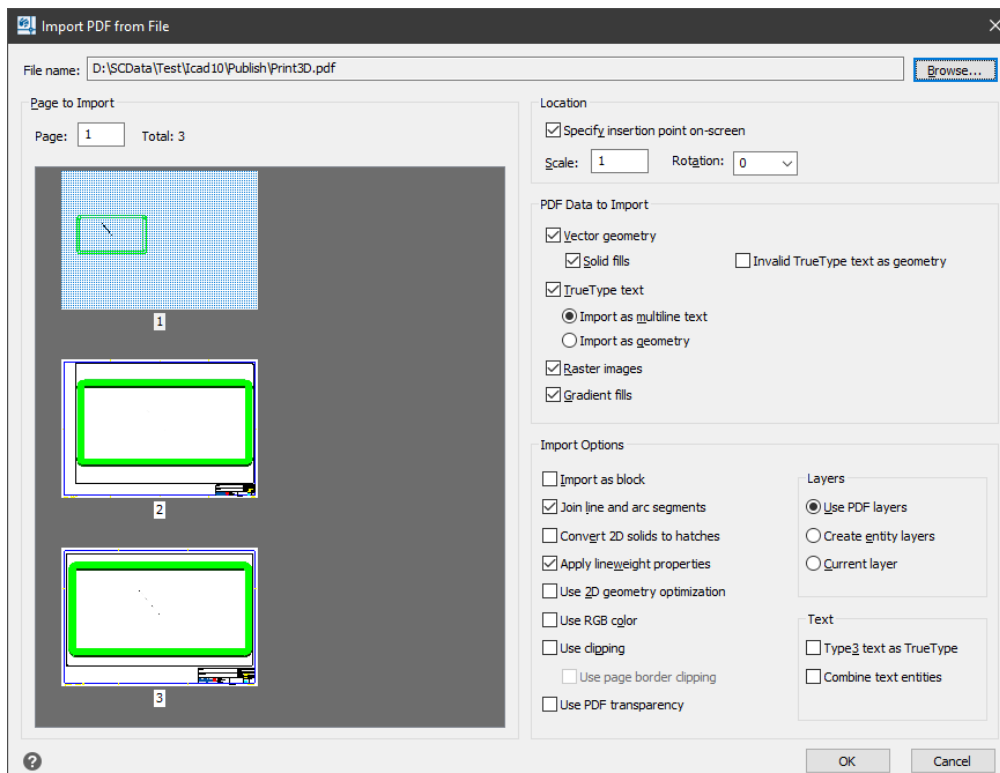 Import PDF from File
File name: D:\SCData\Test\Icad10\Publish\Print3D.pdf Browse...
Page to Import
Page: 1 Total: 3
1
2
3
Location
Specify insertion point on-screen
Scale: 1 Rotation: 0
PDF Data to Import
Vector geometry
Solid fills Invalid TrueType text as geometry
TrueType text
Import as multiline text
Import as geometry
Raster images
Gradient fills
Import Options
Import as block
Join line and arc segments
Convert 2D solids to hatches
Apply lineweight properties
Use 2D geometry optimization
Use RGB color
Use clipping
Use page border clipping
Use PDF transparency
Layers
Use PDF layers
Create entity layers
Current layer
Text
Type3 text as TrueType
Combine text entities
? OK Cancel